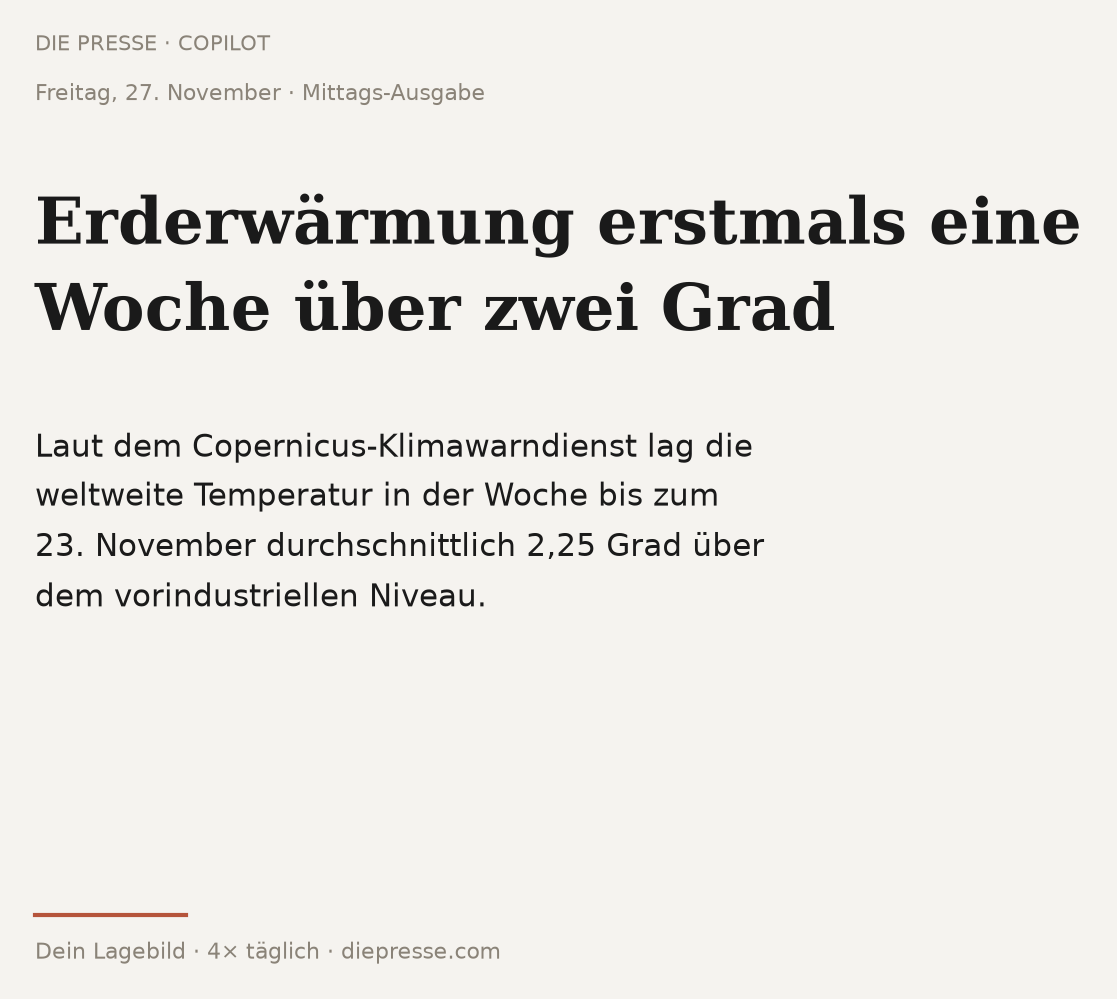 DIE PRESSE · COPILOT
Freitag, 27. November · Mittags-Ausgabe
Erderwärmung erstmals eine
Woche über zwei Grad
Laut dem Copernicus-Klimawarndienst lag die
weltweite Temperatur in der Woche bis zum
23. November durchschnittlich 2,25 Grad über
dem vorindustriellen Niveau.
Dein Lagebild · 4× täglich · diepresse.com